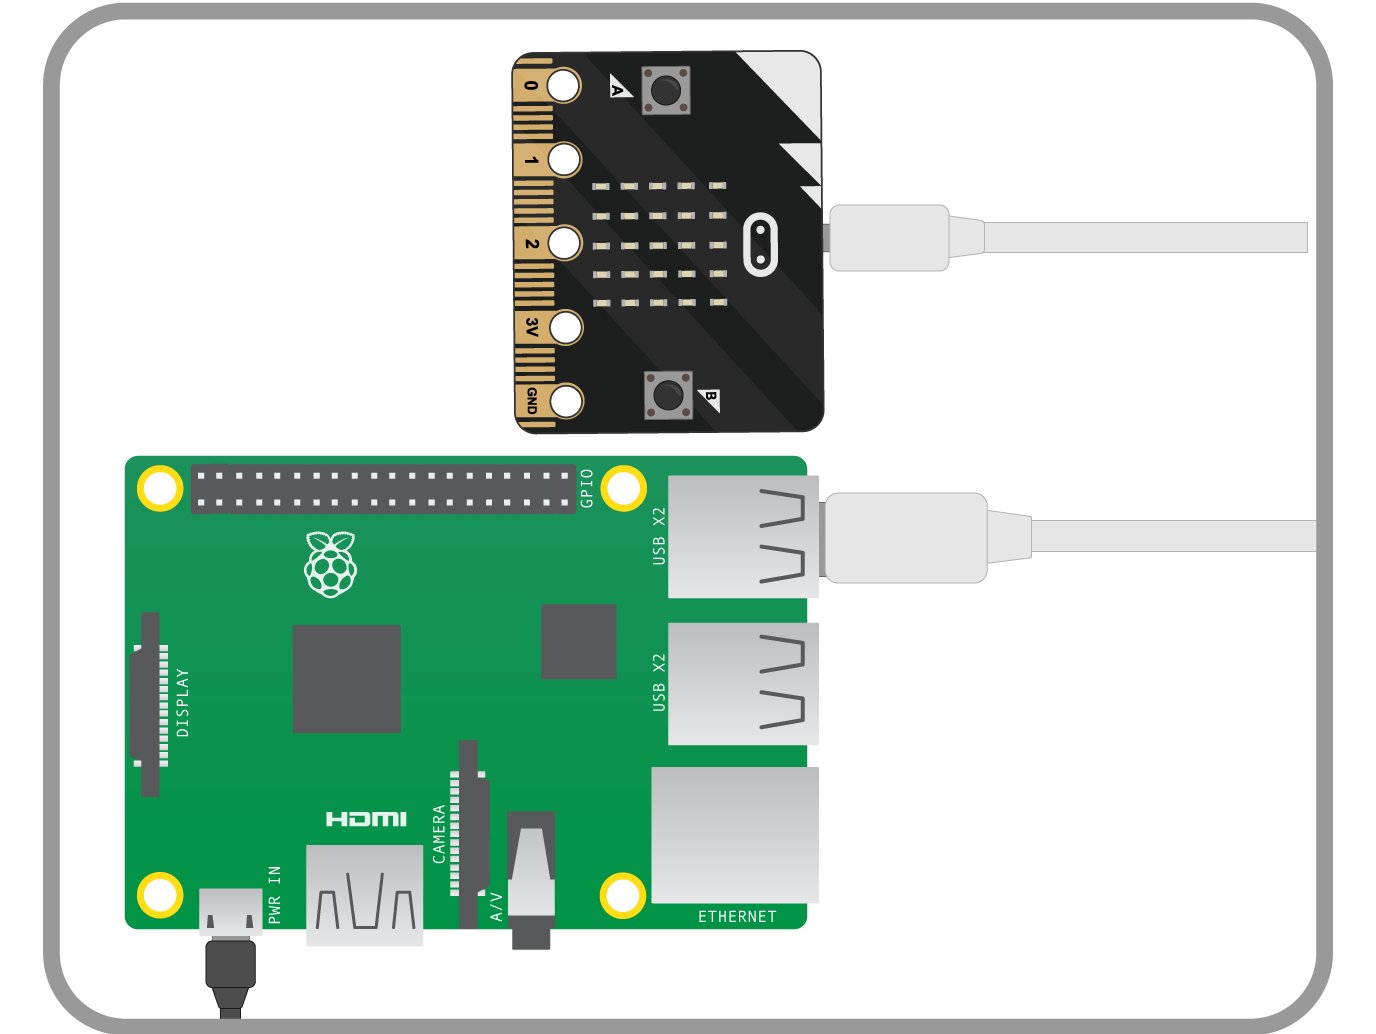 0
A
1
2
3V
GND
B
GPIO
USB X2
USB X2
DISPLAY
HDMI
CAMERA
PWR IN
A/V
ETHERNET